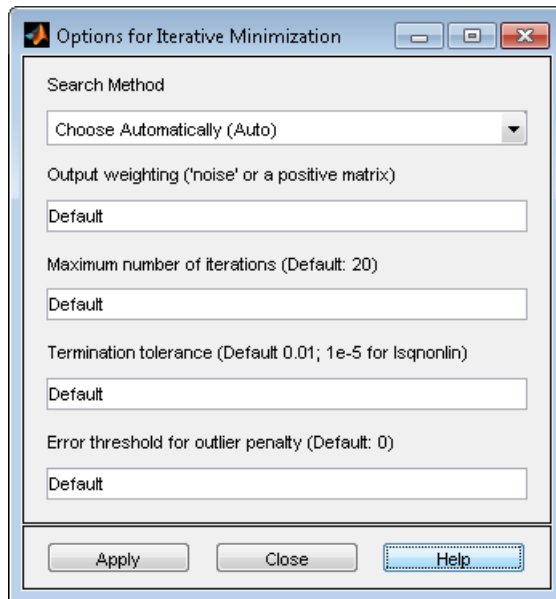 Options for Iterative Minimization
Search Method
Choose Automatically (Auto)
Output weighting ('noise' or a positive matrix)
Default
Maximum number of iterations (Default: 20)
Default
Termination tolerance (Default 0.01; 1e-5 for lsqnonlin)
Default
Error threshold for outlier penalty (Default: 0)
Default
Apply Close Help